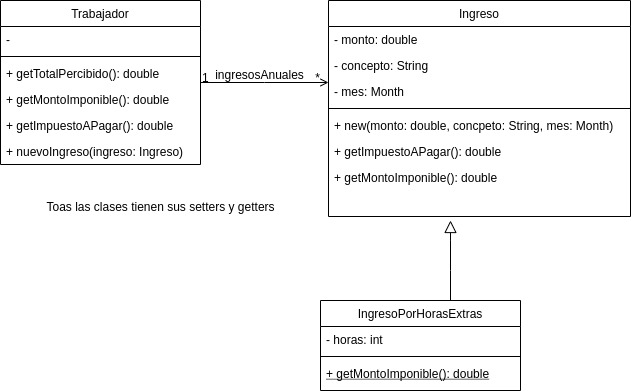 Trabajador
-
+ getTotalPercibido(): double
+ getMontoImponible(): double
+ getImpuestoAPagar(): double
+ nuevoIngreso(ingreso: Ingreso)
1 ingresosAnuales *
Ingreso
- monto: double
- concepto: String
- mes: Month
+ new(monto: double, concpeto: String, mes: Month)
+ getImpuestoAPagar(): double
+ getMontoImponible(): double
Toas las clases tienen sus setters y getters
IngresoPorHorasExtras
- horas: int
+ getMontoImponible(): double